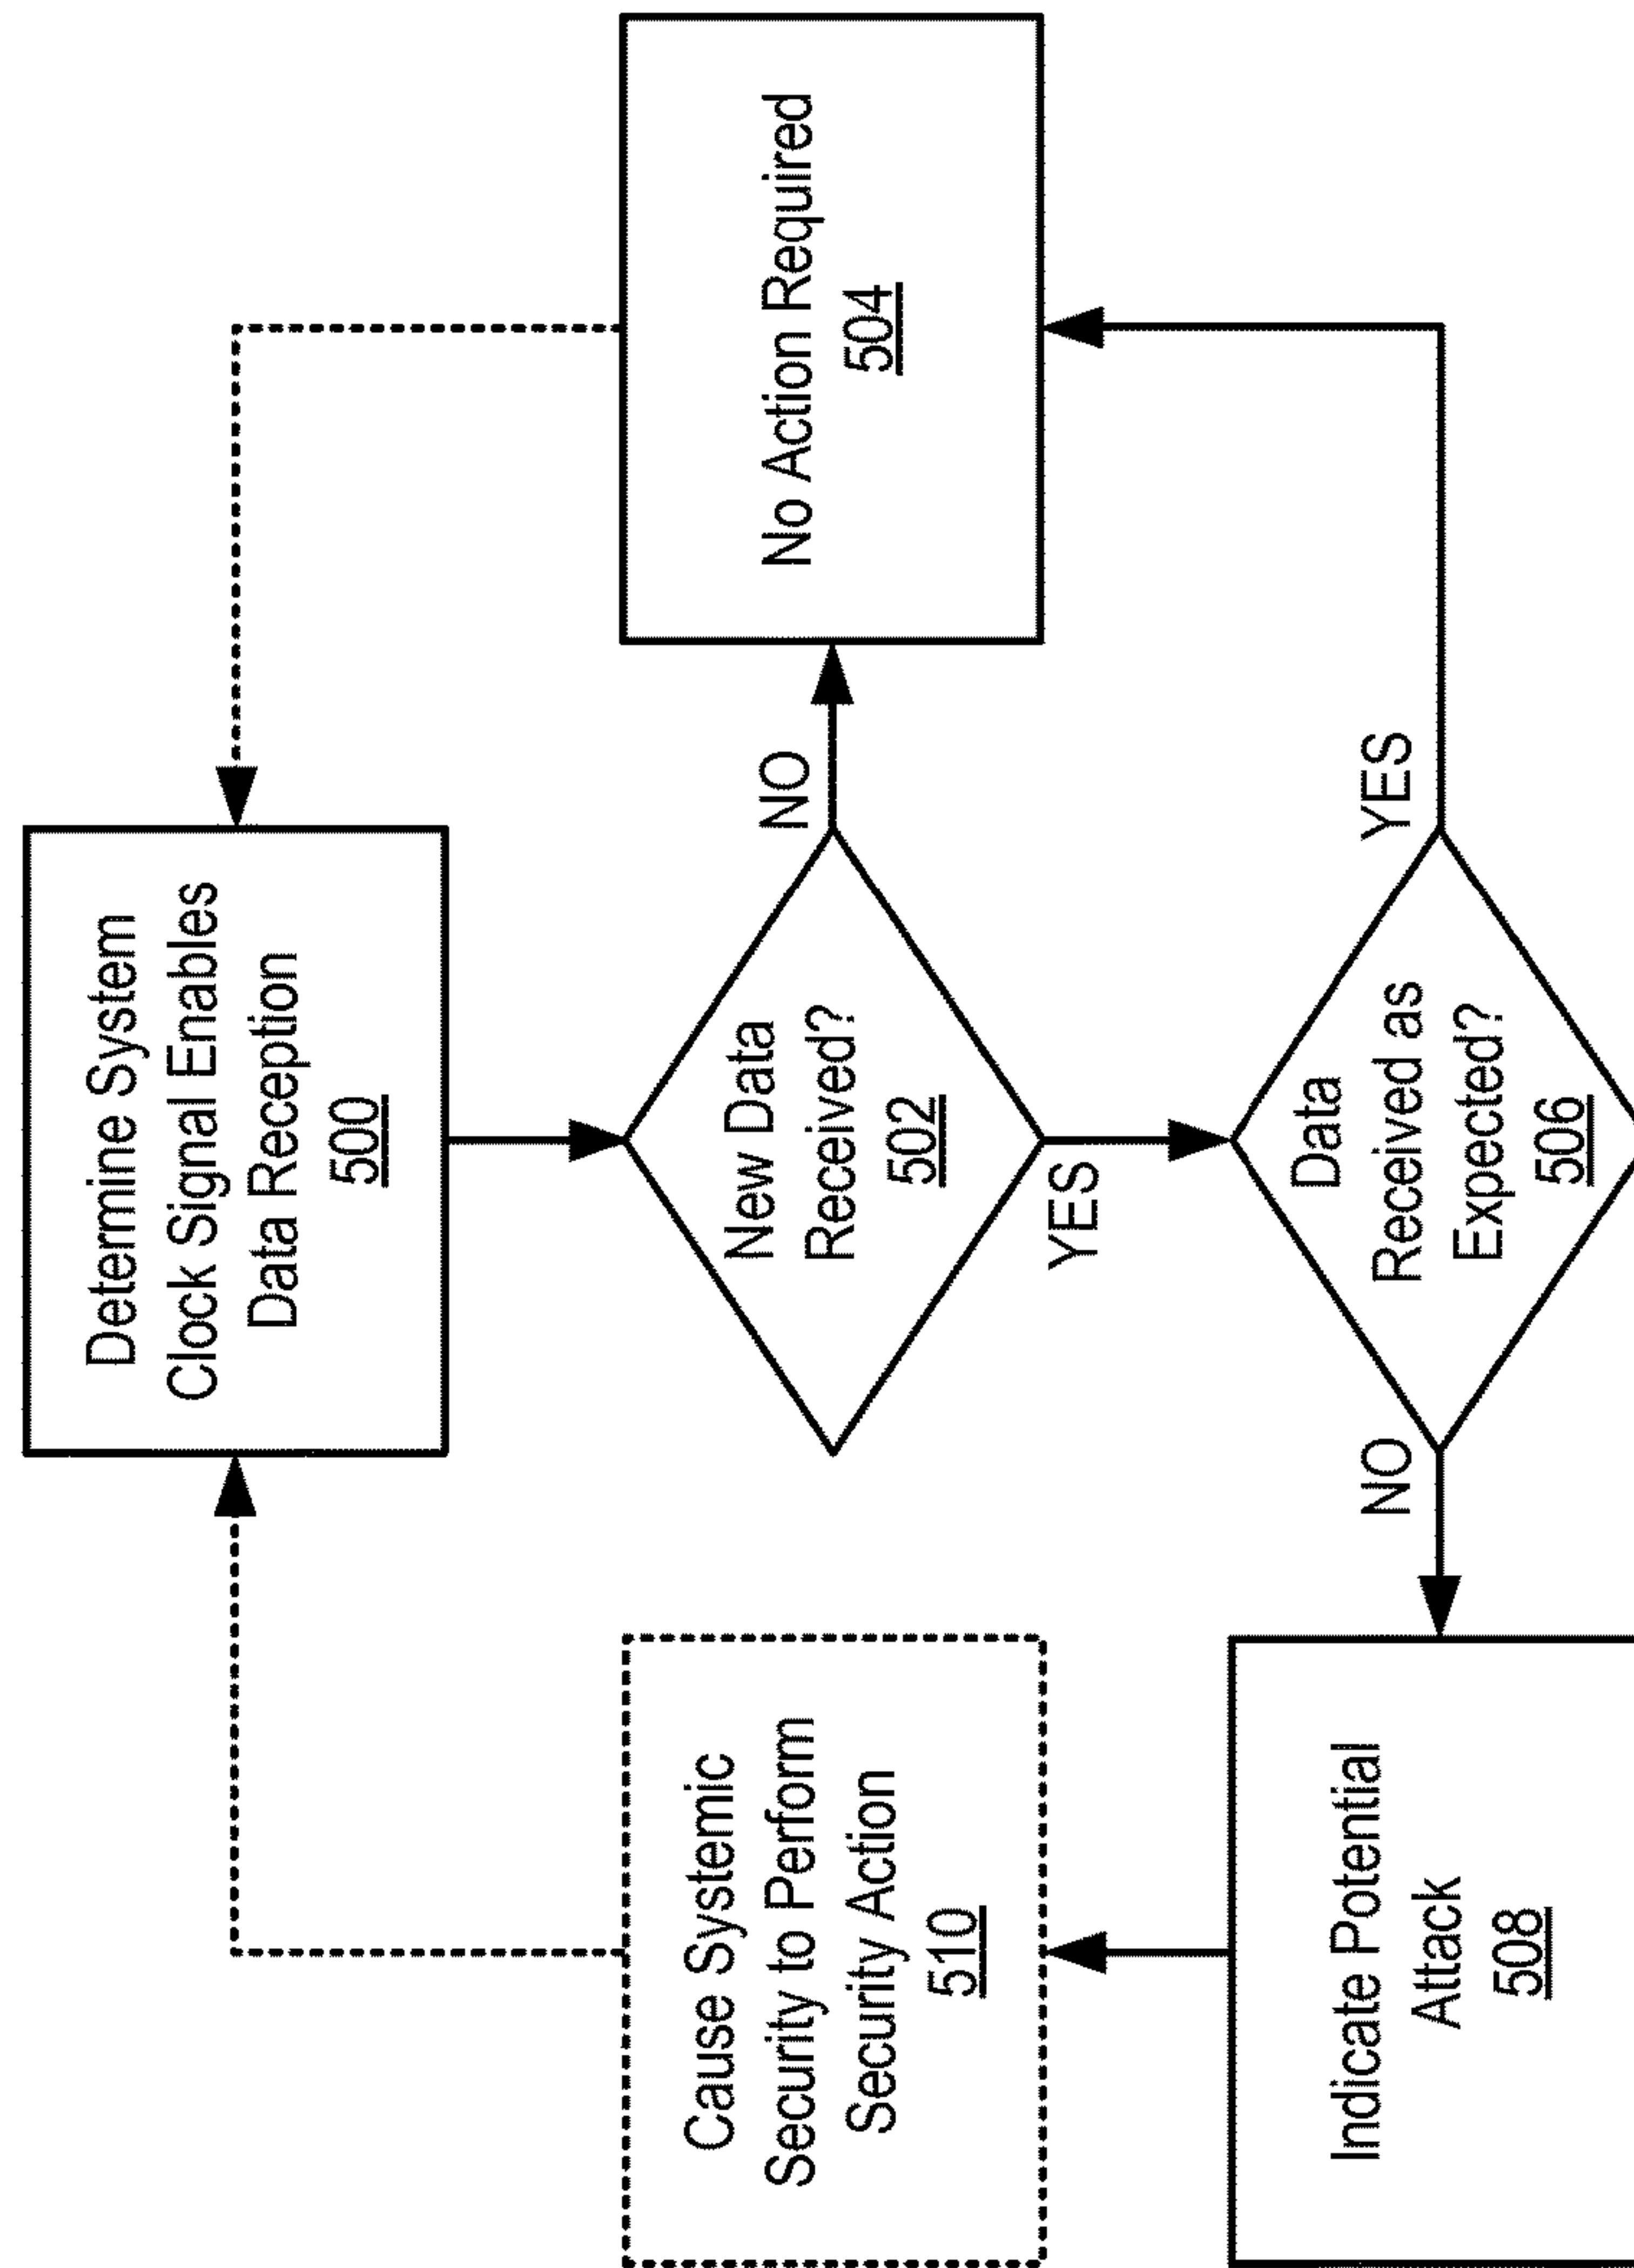 Determine System
Clock Signal Enables
Data Reception
500
New Data
Received?
502
NO
No Action Required
504
YES
Data
Received as
Expected?
506
YES
NO
Indicate Potential
Attack
508
Cause Systemic
Security to Perform
Security Action
510